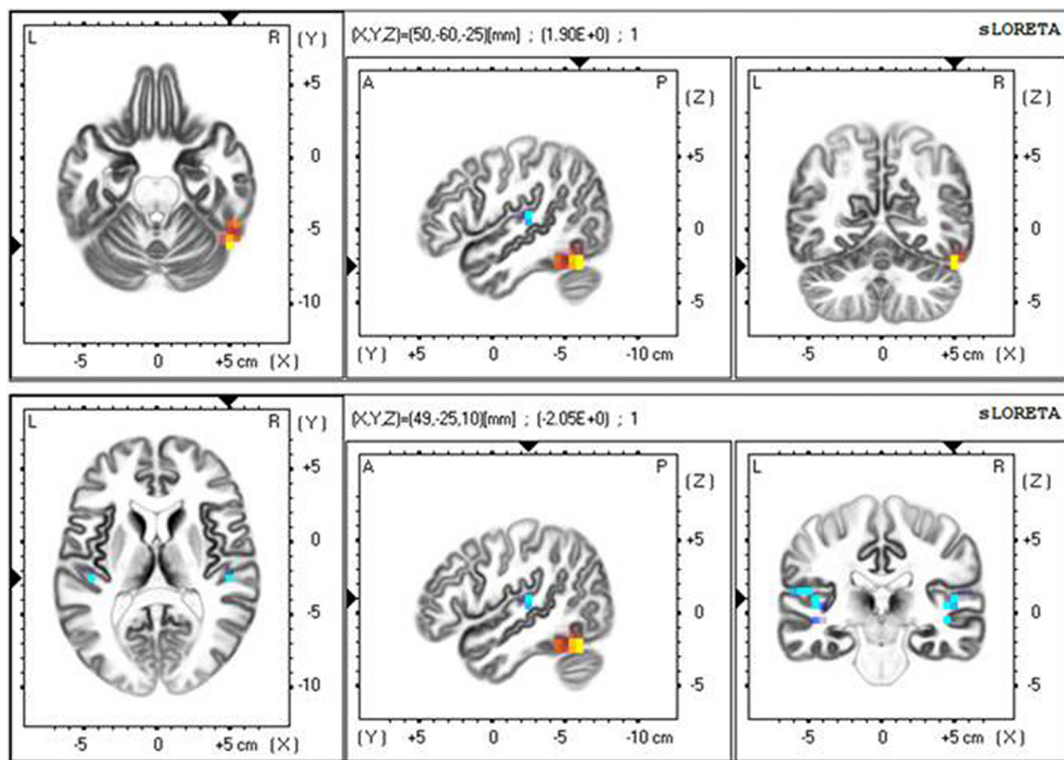 L R (Y)
+5
0
-5
-10
-5 0 +5 cm (X)
(X,Y,Z)=(50,-60,-25)[mm] ; (1.90E+0) ; 1
sLORETA
A P (Z)
+5
0
-5
(Y) +5 0 -5 -10 cm
L R (Z)
+5
0
-5
-5 0 +5 cm (X)
L R (Y)
+5
0
-5
-10
-5 0 +5 cm (X)
(X,Y,Z)=(49,-25,10)[mm] ; (-2.05E+0) ; 1
sLORETA
A P (Z)
+5
0
-5
(Y) +5 0 -5 -10 cm
L R (Z)
+5
0
-5
-5 0 +5 cm (X)